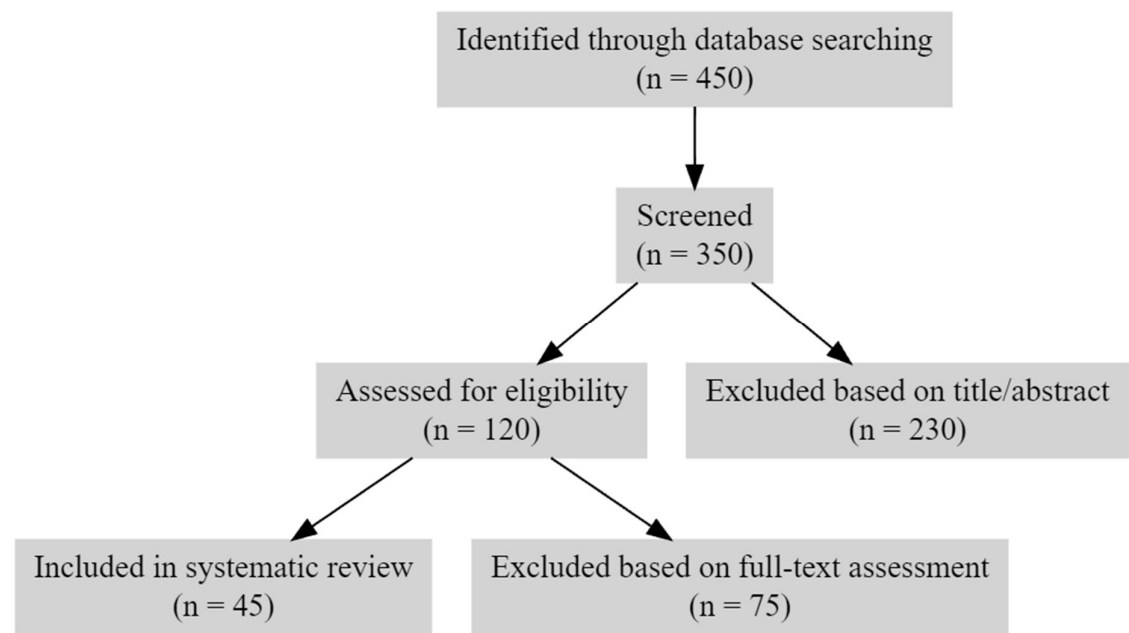 Identified through database searching
(n = 450)
Screened
(n = 350)
Assessed for eligibility
(n = 120)
Excluded based on title/abstract
(n = 230)
Included in systematic review
(n = 45)
Excluded based on full-text assessment
(n = 75)